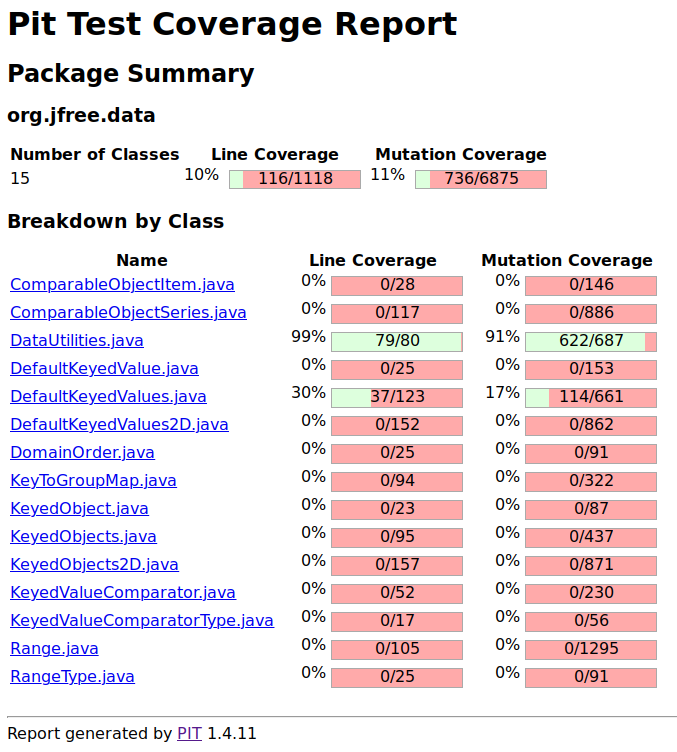 Pit Test Coverage Report
Package Summary
org.jfree.data
Number of Classes Line Coverage Mutation Coverage
15 10% 116/1118 11% 736/6875
Breakdown by Class
Name Line Coverage Mutation Coverage
ComparableObjectItem.java 0% 0/28 0% 0/146
ComparableObjectSeries.java 0% 0/117 0% 0/886
DataUtilities.java 99% 79/80 91% 622/687
DefaultKeyedValue.java 0% 0/25 0% 0/153
DefaultKeyedValues.java 30% 37/123 17% 114/661
DefaultKeyedValues2D.java 0% 0/152 0% 0/862
DomainOrder.java 0% 0/25 0% 0/91
KeyToGroupMap.java 0% 0/94 0% 0/322
KeyedObject.java 0% 0/23 0% 0/87
KeyedObjects.java 0% 0/95 0% 0/437
KeyedObjects2D.java 0% 0/157 0% 0/871
KeyedValueComparator.java 0% 0/52 0% 0/230
KeyedValueComparatorType.java 0% 0/17 0% 0/56
Range.java 0% 0/105 0% 0/1295
RangeType.java 0% 0/25 0% 0/91
Report generated by PIT 1.4.11